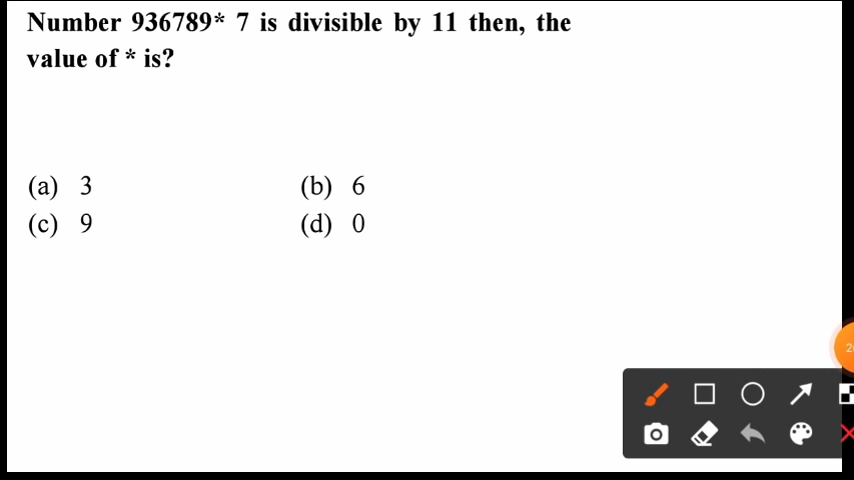 Number 936789* 7 is divisible by 11 then, the
value of * is?
(a) 3 (b) 6
(c) 9 (d) 0